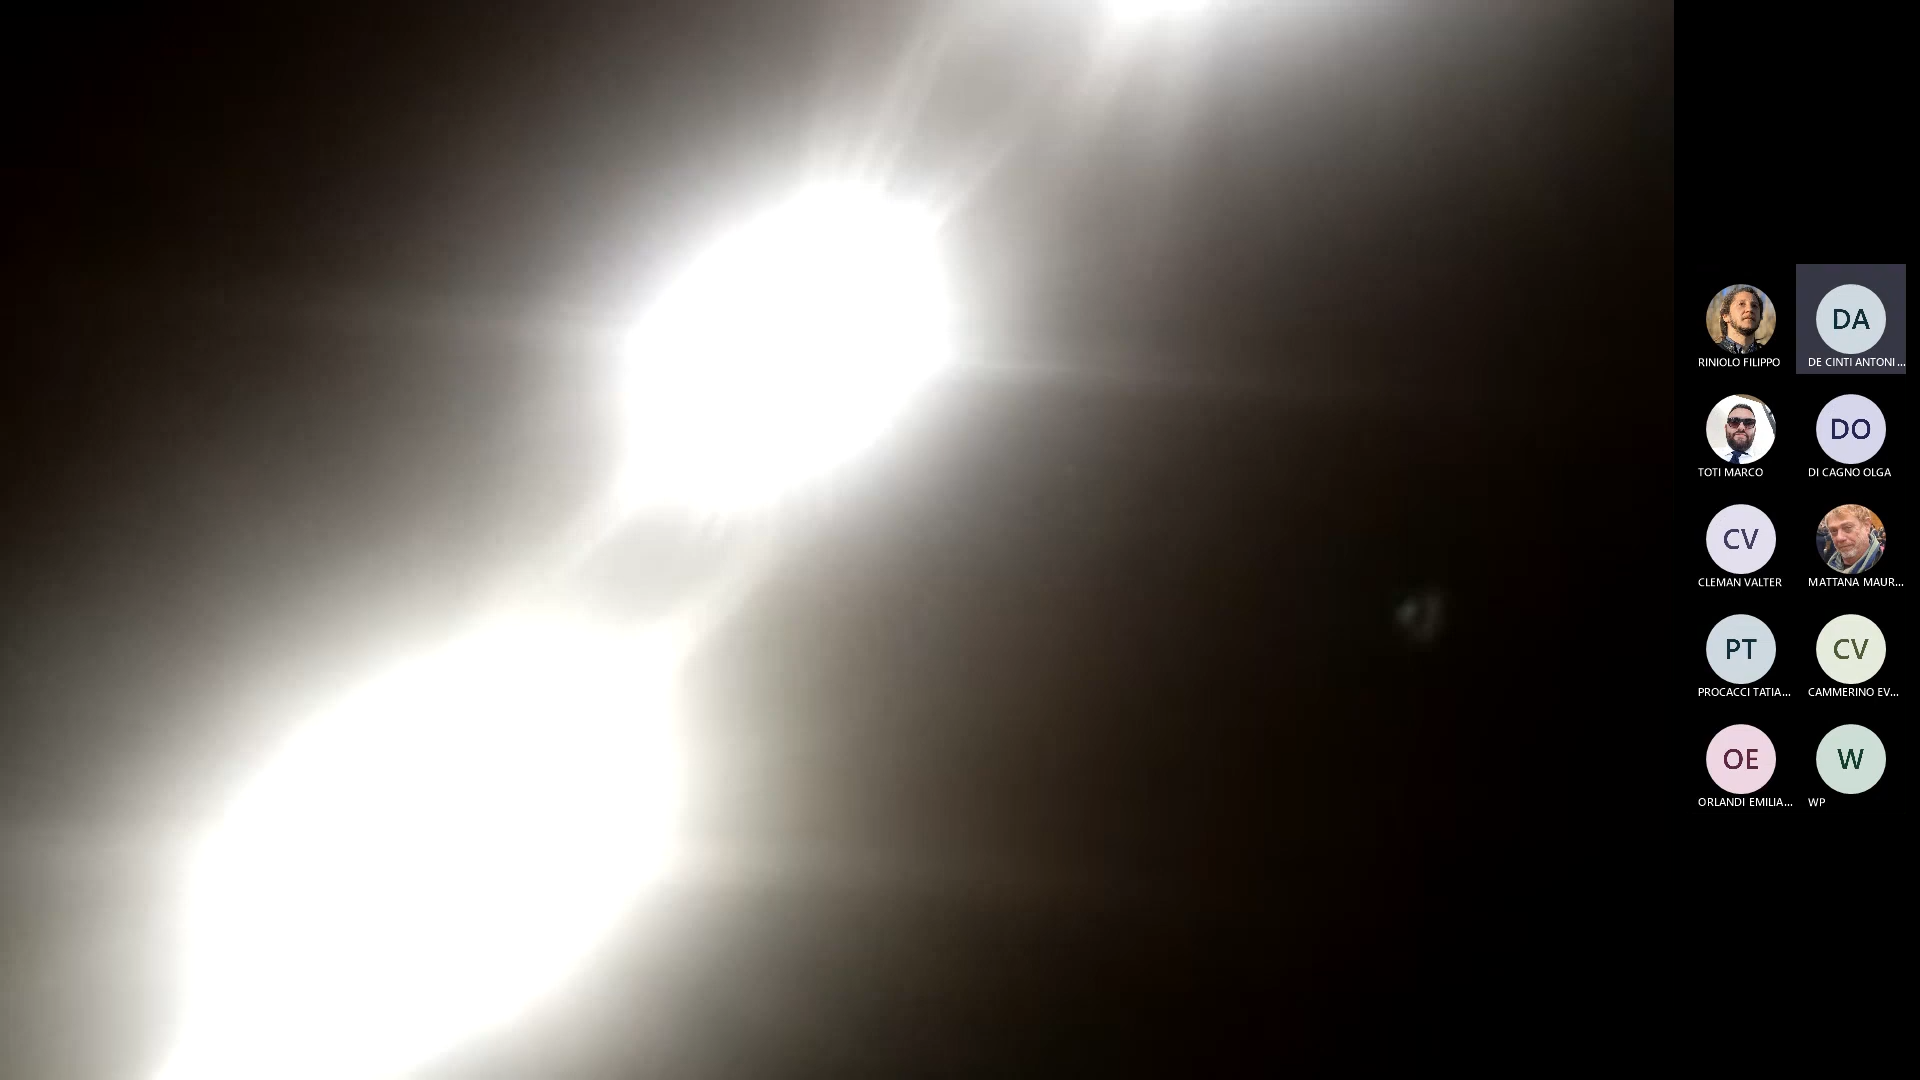 DA
RINIOLO FILIPPO
DE CINTI ANTONI...
DO
TOTI MARCO
DI CAGNO OLGA
CV
CLEMAN VALTER
MATTANA MAUR...
PT
CV
PROCACCI TATIA...
CAMMERINO EV...
OE
W
ORLANDI EMILIA...
WP